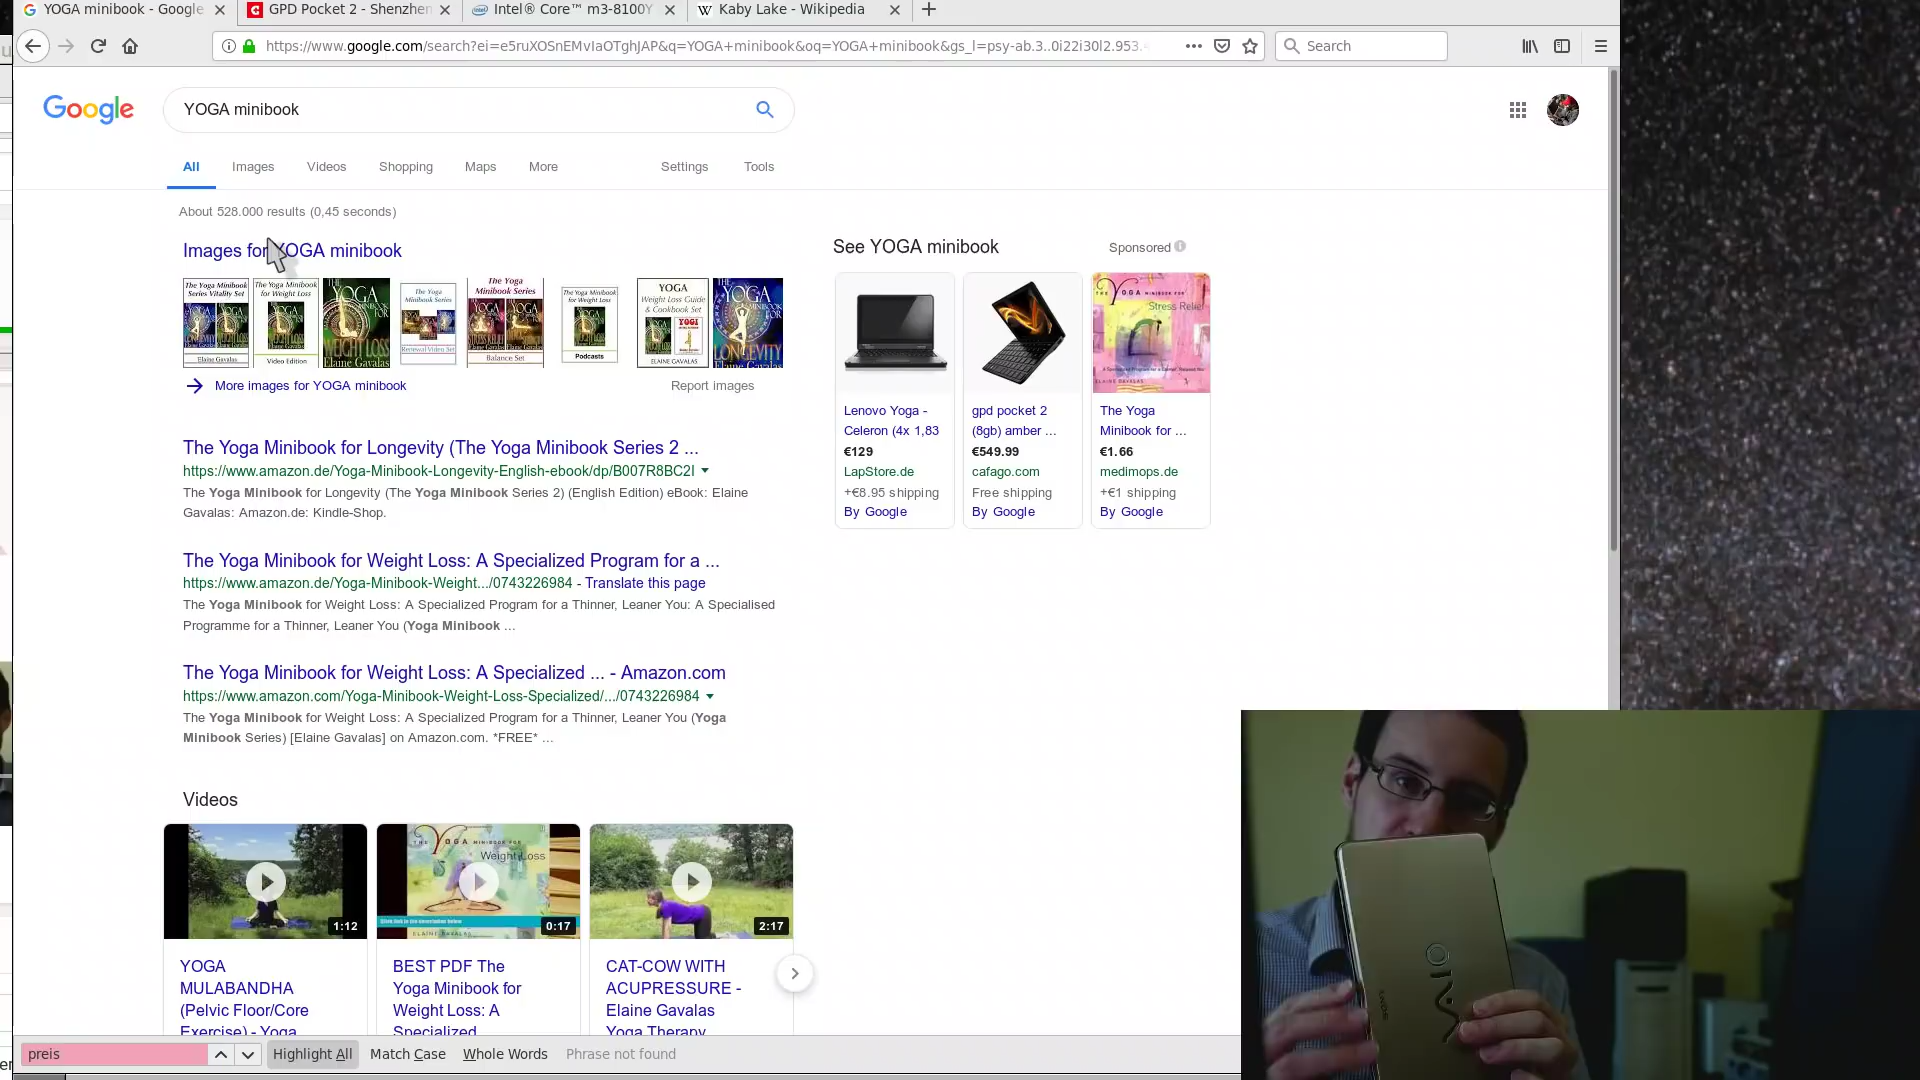 YOGA minibook - Google
GPD Pocket 2 - Shenzhen
Intel® Core™ m3-8100Y
Kaby Lake - Wikipedia
https://www.google.com/search?ei=e5ruXOSnEMvIaOTghJAP&q=YOGA+minibook&oq=YOGA+minibook&gs_l=psy-ab.3..0i22i30l2.953.
Search
Google
YOGA minibook
All
Images
Videos
Shopping
Maps
More
Settings
Tools
About 528.000 results (0,45 seconds)
Images for YOGA minibook
More images for YOGA minibook
Report images
The Yoga Minibook for Longevity (The Yoga Minibook Series 2 ...
https://www.amazon.de/Yoga-Minibook-Longevity-English-ebook/dp/B007R8BC2I
The Yoga Minibook for Longevity (The Yoga Minibook Series 2) (English Edition) eBook: Elaine
Gavalas: Amazon.de: Kindle-Shop.
The Yoga Minibook for Weight Loss: A Specialized Program for a ...
https://www.amazon.de/Yoga-Minibook-Weight.../0743226984 - Translate this page
The Yoga Minibook for Weight Loss: A Specialized Program for a Thinner, Leaner You: A Specialised
Programme for a Thinner, Leaner You (Yoga Minibook ...
The Yoga Minibook for Weight Loss: A Specialized ... - Amazon.com
https://www.amazon.com/Yoga-Minibook-Weight-Loss-Specialized/.../0743226984
The Yoga Minibook for Weight Loss: A Specialized Program for a Thinner, Leaner You (Yoga
Minibook Series) [Elaine Gavalas] on Amazon.com. *FREE* ...
Videos
1:12
0:17
2:17
YOGA
MULABANDHA
(Pelvic Floor/Core
Exercise) - Yoga
BEST PDF The
Yoga Minibook for
Weight Loss: A
Specialized
CAT-COW WITH
ACUPRESSURE -
Elaine Gavalas
Yoga Therapy
See YOGA minibook
Sponsored
Lenovo Yoga -
Celeron (4x 1,83
€129
LapStore.de
+€8.95 shipping
By Google
gpd pocket 2
(8gb) amber ...
€549.99
cafago.com
Free shipping
By Google
The Yoga
Minibook for ...
€1.66
medimops.de
+€1 shipping
By Google
preis
Highlight All
Match Case
Whole Words
Phrase not found
VAIO
SONY